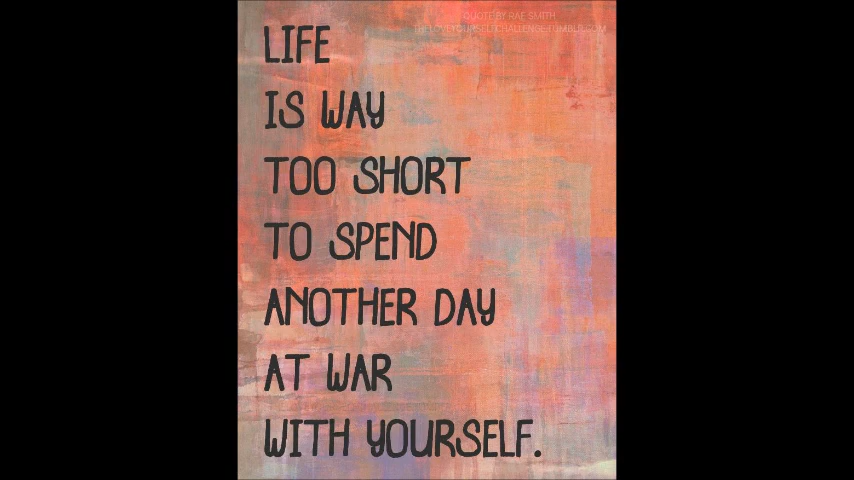 QUOTE BY RAE SMITH
THELOVEYOURSELFCHALLENGE.TUMBLR.COM
LIFE
IS WAY
TOO SHORT
TO SPEND
ANOTHER DAY
AT WAR
WITH YOURSELF.